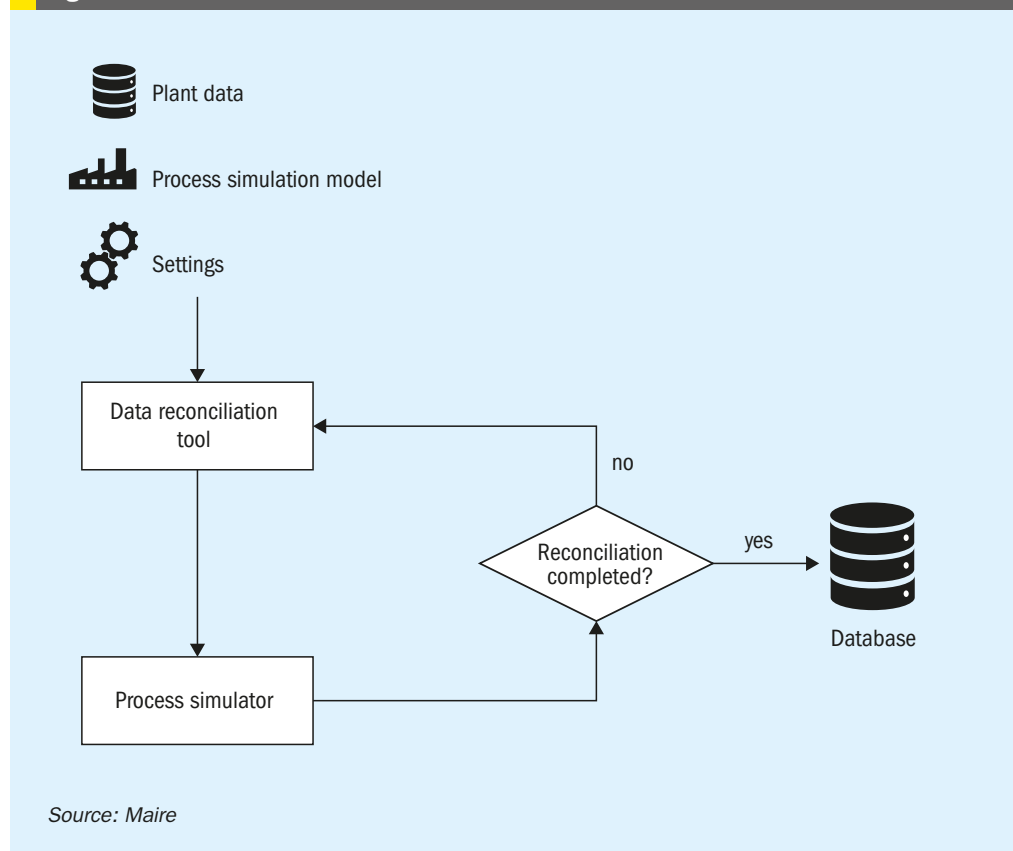 Plant data
Process simulation model
Settings
Data reconciliation
tool
no
Reconciliation
completed?
yes
Database
Process simulator
Source: Maire